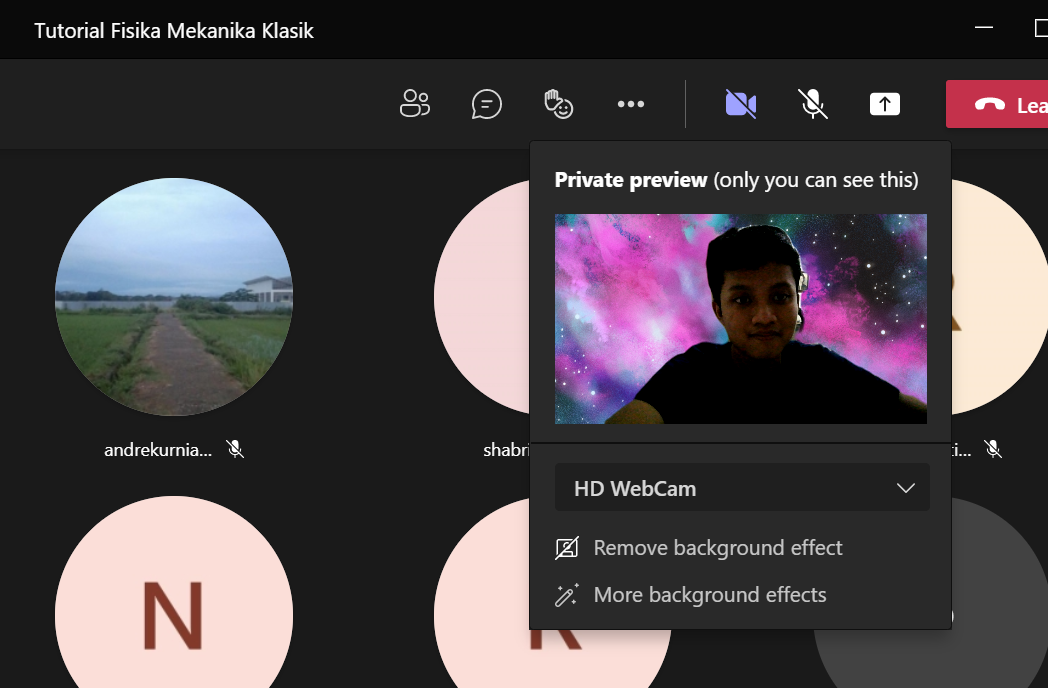 Tutorial Fisika Mekanika Klasik
Lea
Private preview (only you can see this)
andrekurnia...
shabri
ti...
HD WebCam
Remove background effect
More background effects
N